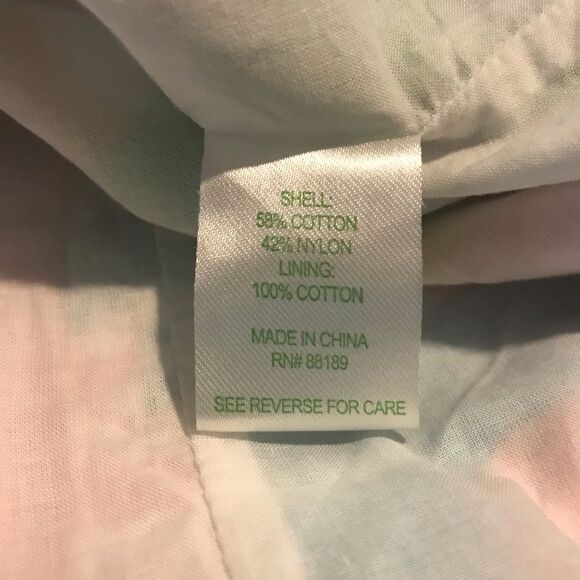 SHELL:
58% COTTON
42% NYLON
LINING:
100% COTTON
MADE IN CHINA
RN# 88189
SEE REVERSE FOR CARE